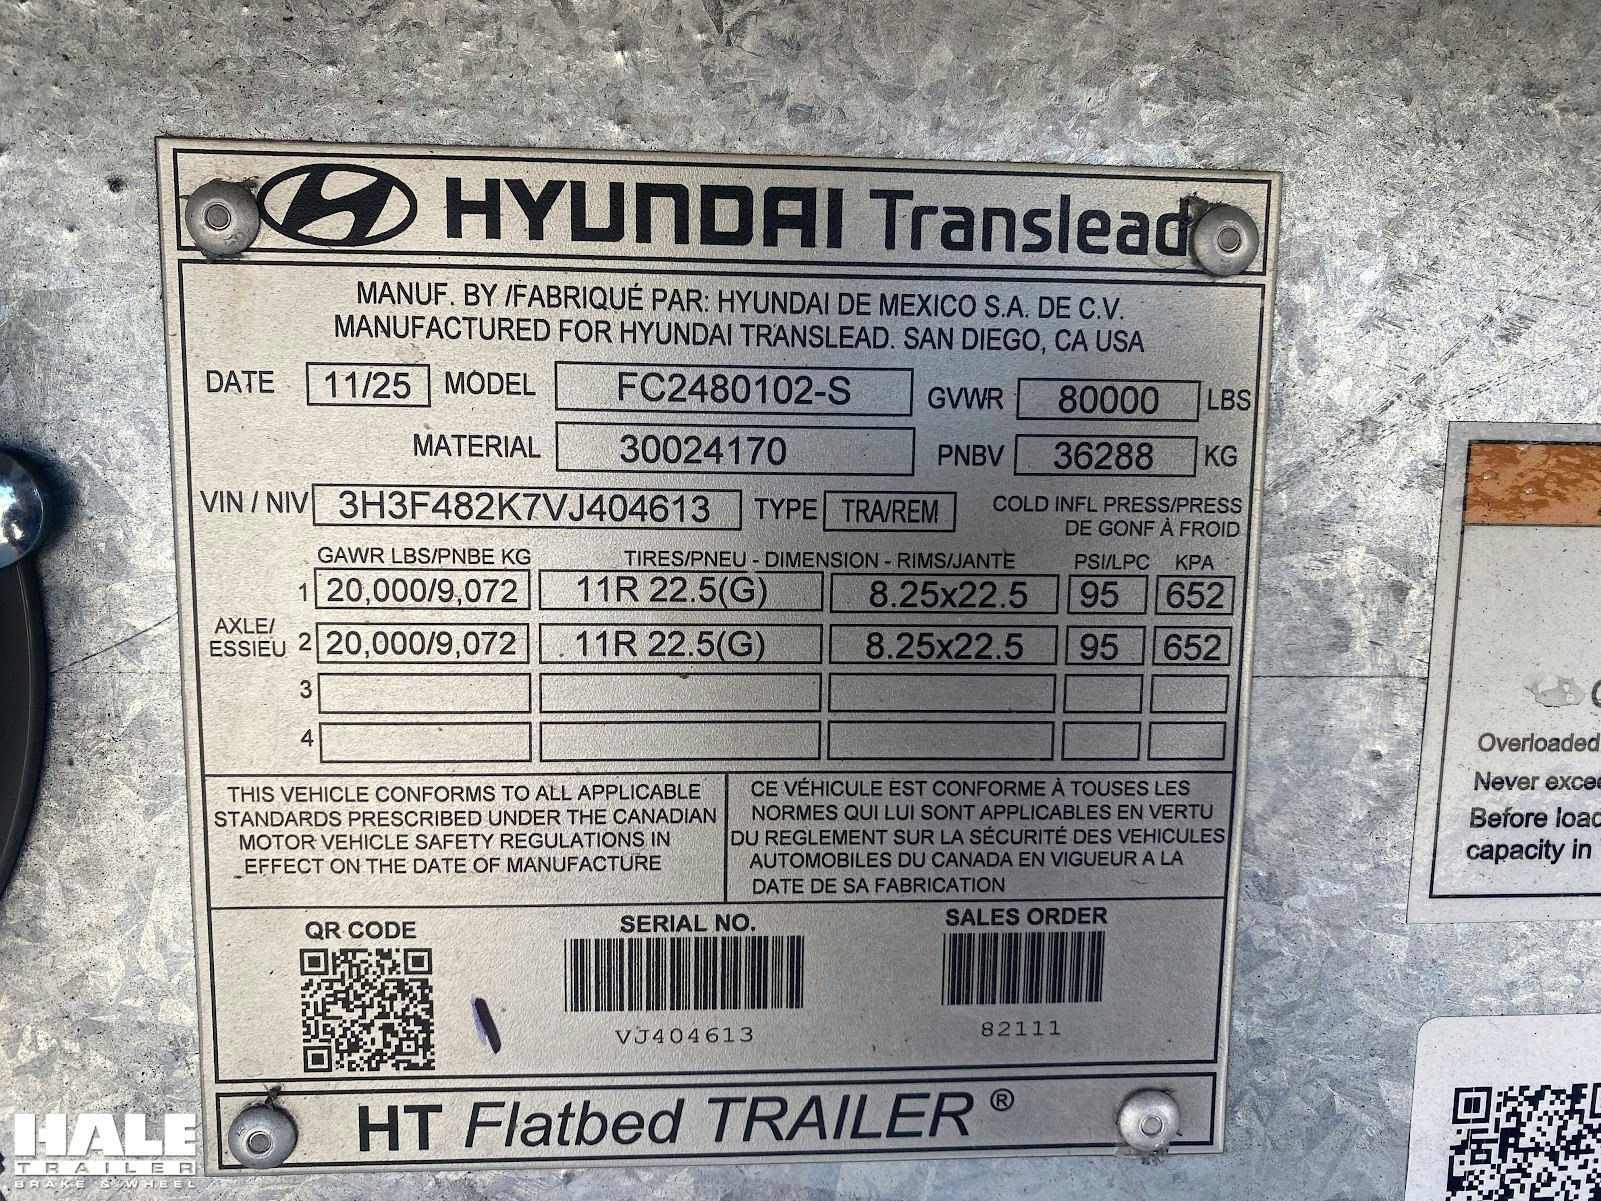 HYUNDAI Translead
MANUF. BY /FABRIQUÉ PAR: HYUNDAI DE MEXICO S.A. DE C.V.
MANUFACTURED FOR HYUNDAI TRANSLEAD. SAN DIEGO, CA USA
DATE 11/25 MODEL FC2480102-S GVWR 80000 LBS
MATERIAL 30024170 PNBV 36288 KG
VIN / NIV 3H3F482K7VJ404613 TYPE TRA/REM COLD INFL PRESS/PRESS
DE GONF À FROID
GAWR LBS/PNBE KG TIRES/PNEU - DIMENSION - RIMS/JANTE PSI/LPC KPA
1 20,000/9,072 11R 22.5(G) 8.25x22.5 95 652
AXLE/
ESSIEU 2 20,000/9,072 11R 22.5(G) 8.25x22.5 95 652
3
4
THIS VEHICLE CONFORMS TO ALL APPLICABLE
STANDARDS PRESCRIBED UNDER THE CANADIAN
MOTOR VEHICLE SAFETY REGULATIONS IN
EFFECT ON THE DATE OF MANUFACTURE
CE VÉHICULE EST CONFORME À TOUSES LES
NORMES QUI LUI SONT APPLICABLES EN VERTU
DU REGLEMENT SUR LA SÉCURITÉ DES VEHICULES
AUTOMOBILES DU CANADA EN VIGUEUR A LA
DATE DE SA FABRICATION
QR CODE SERIAL NO. SALES ORDER
VJ404613 82111
HT Flatbed TRAILER ®
Overloaded
Never excee
Before load
capacity in
HALE
TRAILER
BRAKE & WHEEL